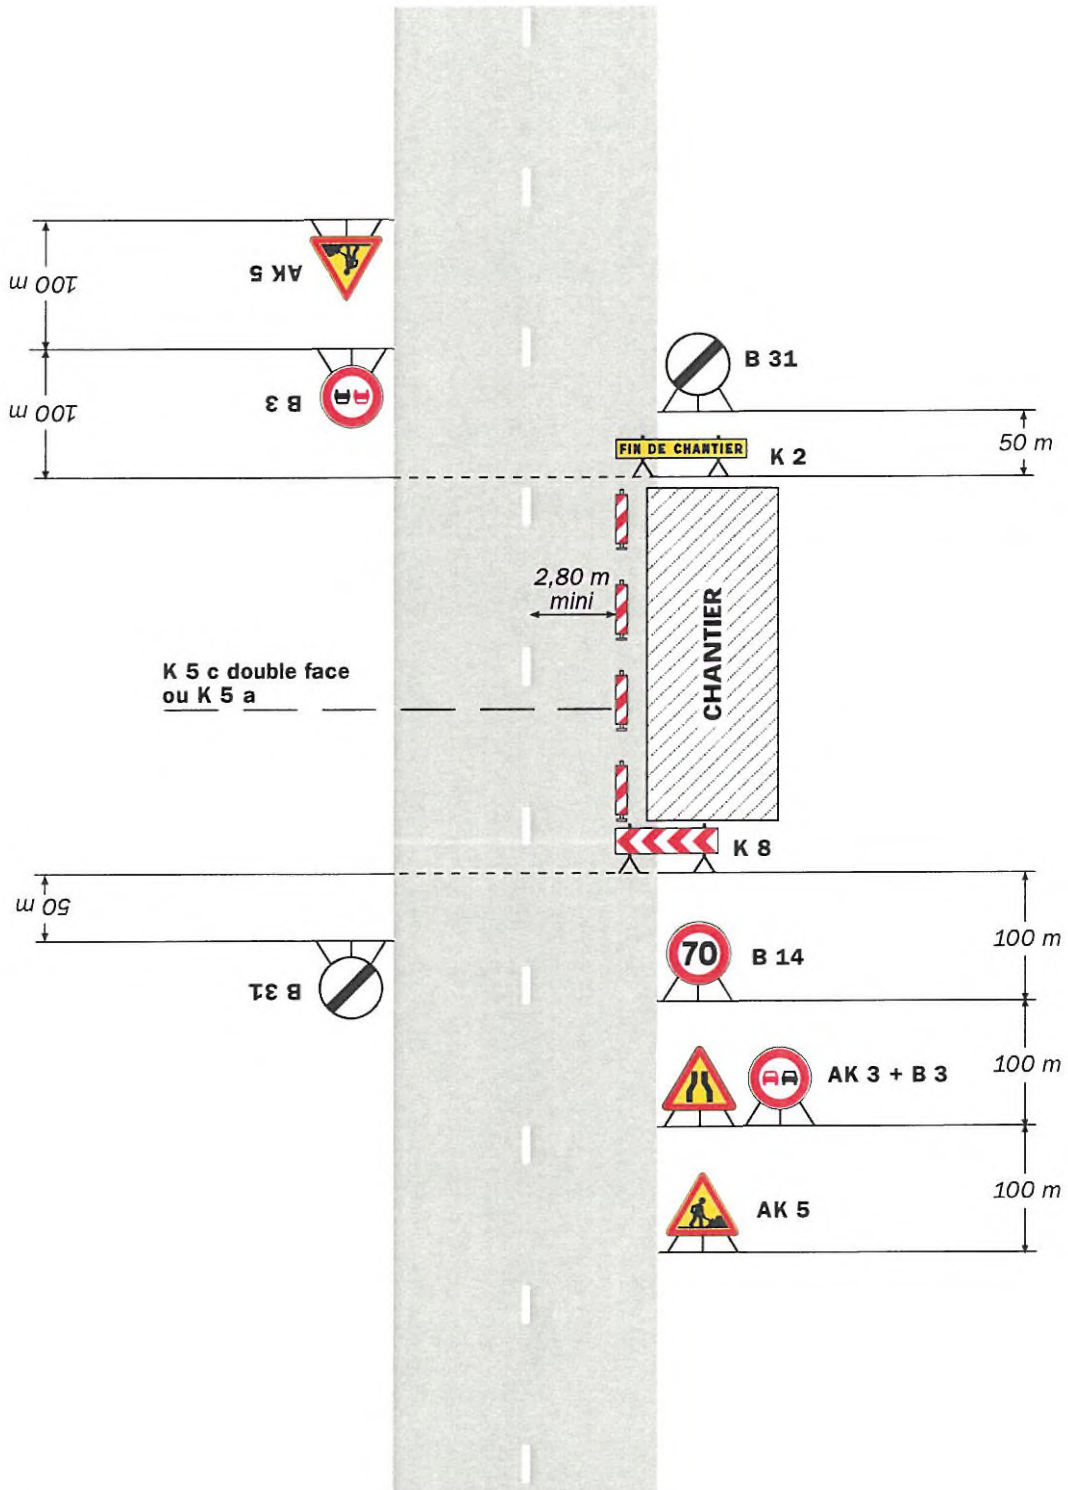 100 m
AK 5
100 m
B 3
B 31
50 m
FIN DE CHANTIER
K 2
2,80 m
mini
CHANTIER
K 5 c double face
ou K 5 a
K 8
50 m
B 31
70
B 14
100 m
AK 3 + B 3
100 m
AK 5
100 m